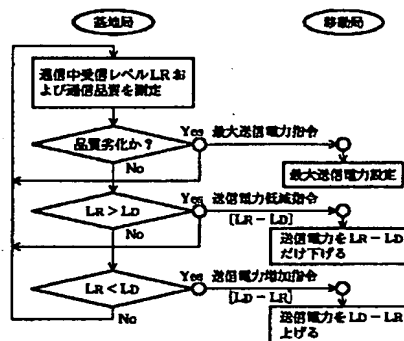 基地局
移動局
通信中受信レベルLRお
よび通信品質を測定
品質劣化か?
Yes
最大送信電力指令
No
最大送信電力設定
LR>LD
Yes
送信電力低減指令
[LR-LD]
No
送信電力をLR-LD
だけ下げる
LR<LD
Yes
送信電力増加指令
[LD-LR]
No
送信電力をLD-LR
上げる